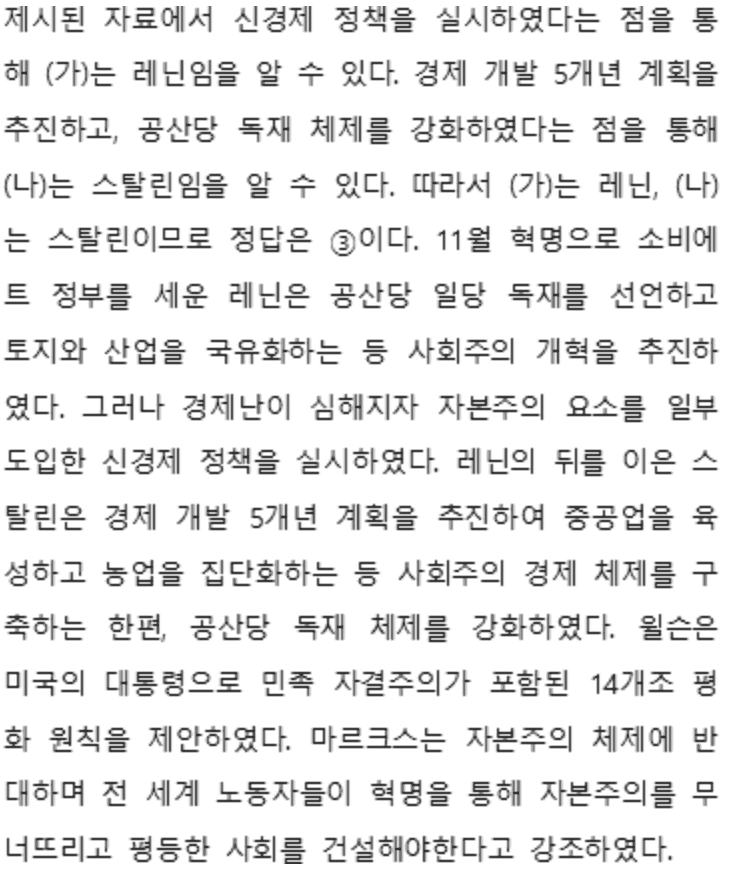 제시된 자료에서 신경제 정책을 실시하였다는 점을 통
해 (가)는 레닌임을 알 수 있다. 경제 개발 5개년 계획을
추진하고, 공산당 독재 체제를 강화하였다는 점을 통해
(나)는 스탈린임을 알 수 있다. 따라서 (가)는 레닌, (나)
는 스탈린이므로 정답은 ③이다. 11월 혁명으로 소비에
트 정부를 세운 레닌은 공산당 일당 독재를 선언하고
토지와 산업을 국유화하는 등 사회주의 개혁을 추진하
였다. 그러나 경제난이 심해지자 자본주의 요소를 일부
도입한 신경제 정책을 실시하였다. 레닌의 뒤를 이은 스
탈린은 경제 개발 5개년 계획을 추진하여 중공업을 육
성하고 농업을 집단화하는 등 사회주의 경제 체제를 구
축하는 한편, 공산당 독재 체제를 강화하였다. 윌슨은
미국의 대통령으로 민족 자결주의가 포함된 14개조 평
화 원칙을 제안하였다. 마르크스는 자본주의 체제에 반
대하며 전 세계 노동자들이 혁명을 통해 자본주의를 무
너뜨리고 평등한 사회를 건설해야한다고 강조하였다.